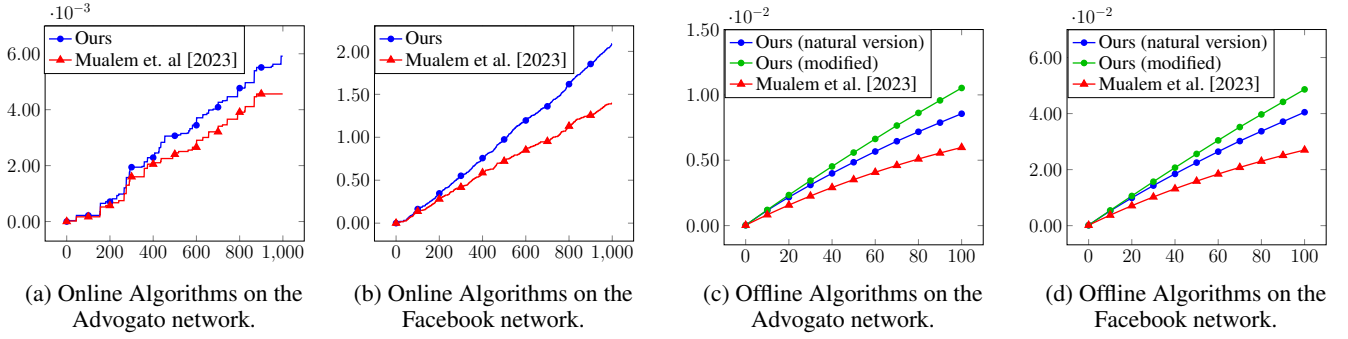 ·10⁻³
6.00
4.00
2.00
0.00
0 200 400 600 800 1,000
Ours
Mualem et. al [2023]
(a) Online Algorithms on the
Advogato network.
2.00
1.50
1.00
0.50
0.00
0 200 400 600 800 1,000
Ours
Mualem et al. [2023]
(b) Online Algorithms on the
Facebook network.
·10⁻²
1.50
1.00
0.50
0.00
0 20 40 60 80 100
Ours (natural version)
Ours (modified)
Mualem et al. [2023]
(c) Offline Algorithms on the
Advogato network.
·10⁻²
6.00
4.00
2.00
0.00
0 20 40 60 80 100
Ours (natural version)
Ours (modified)
Mualem et al. [2023]
(d) Offline Algorithms on the
Facebook network.